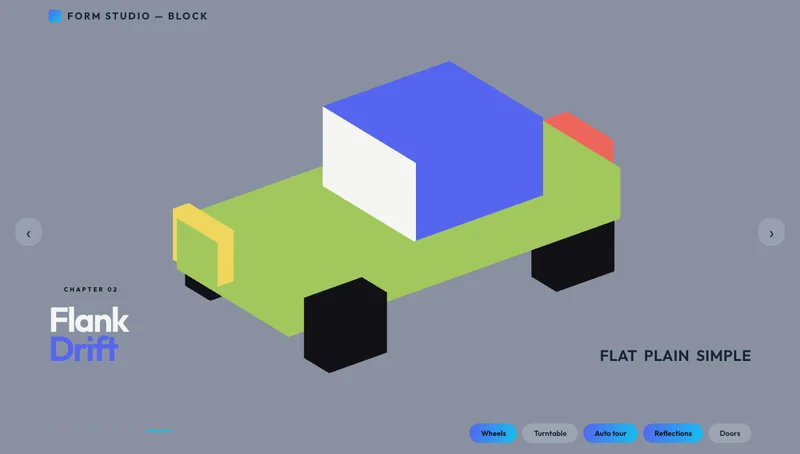 FORM STUDIO — BLOCK
CHAPTER 02
Flank
Drift
FLAT PLAIN SIMPLE
Wheels
Turntable
Auto tour
Reflections
Doors